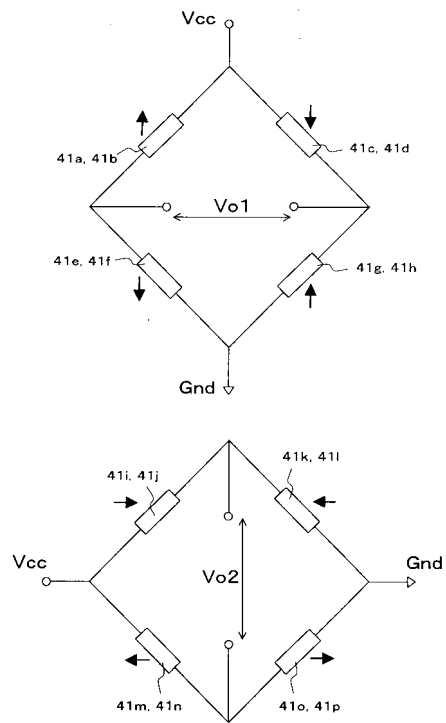 Vcc
41a, 41b
41c, 41d
Vo1
41e, 41f
41g, 41h
Gnd
41i, 41j
41k, 41l
Vcc
Vo2
Gnd
41m, 41n
41o, 41p